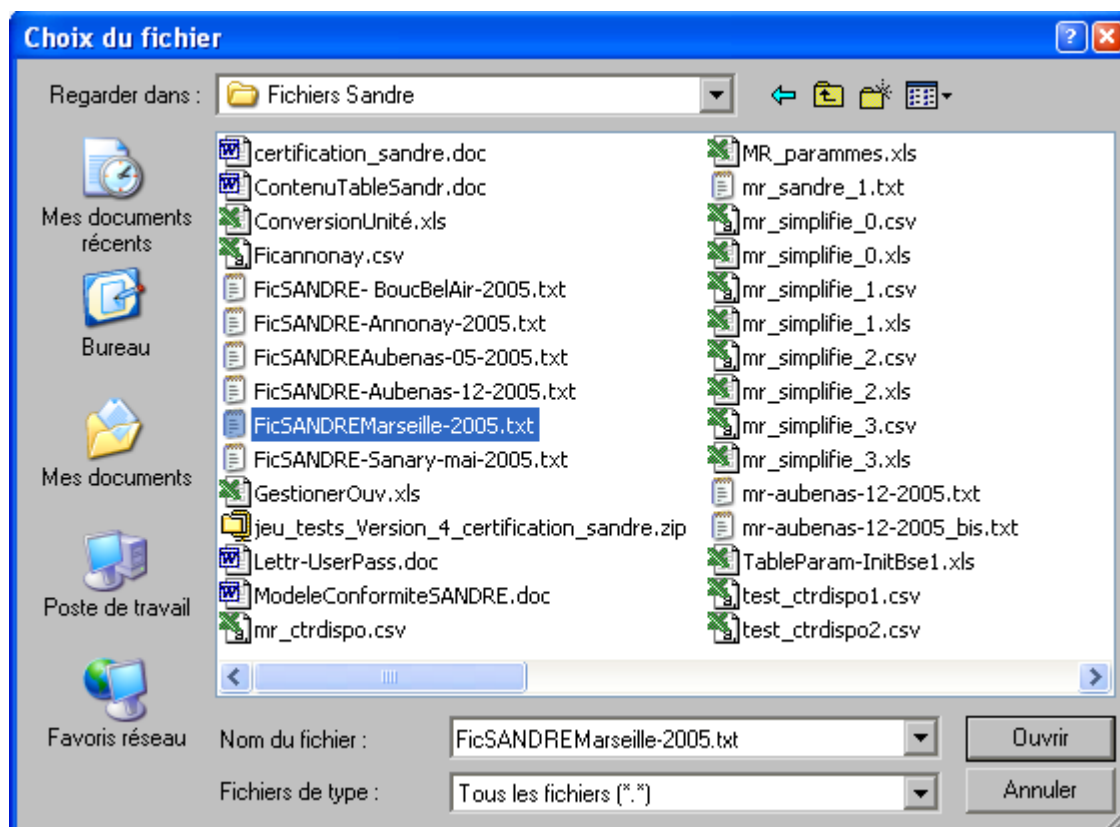 Choix du fichier
Regarder dans :
Fichiers Sandre
Mes documents
récents
Bureau
Mes documents
Poste de travail
Favoris réseau
certification_sandre.doc
ContenuTableSandr.doc
ConversionUnité.xls
Ficannonay.csv
FicSANDRE- BoucBelAir-2005.txt
FicSANDRE-Annonay-2005.txt
FicSANDREAubenas-05-2005.txt
FicSANDRE-Aubenas-12-2005.txt
FicSANDREMarseille-2005.txt
FicSANDRE-Sanary-mai-2005.txt
GestionerOuv.xls
jeu_tests_Version_4_certification_sandre.zip
Lettr-UserPass.doc
ModeleConformiteSANDRE.doc
mr_ctrdispo.csv
MR_parammes.xls
mr_sandre_1.txt
mr_simplifie_0.csv
mr_simplifie_0.xls
mr_simplifie_1.csv
mr_simplifie_1.xls
mr_simplifie_2.csv
mr_simplifie_2.xls
mr_simplifie_3.csv
mr_simplifie_3.xls
mr-aubenas-12-2005.txt
mr-aubenas-12-2005_bis.txt
TableParam-InitBse1.xls
test_ctrdispo1.csv
test_ctrdispo2.csv
Nom du fichier :
FicSANDREMarseille-2005.txt
Ouvrir
Fichiers de type :
Tous les fichiers (*.*)
Annuler